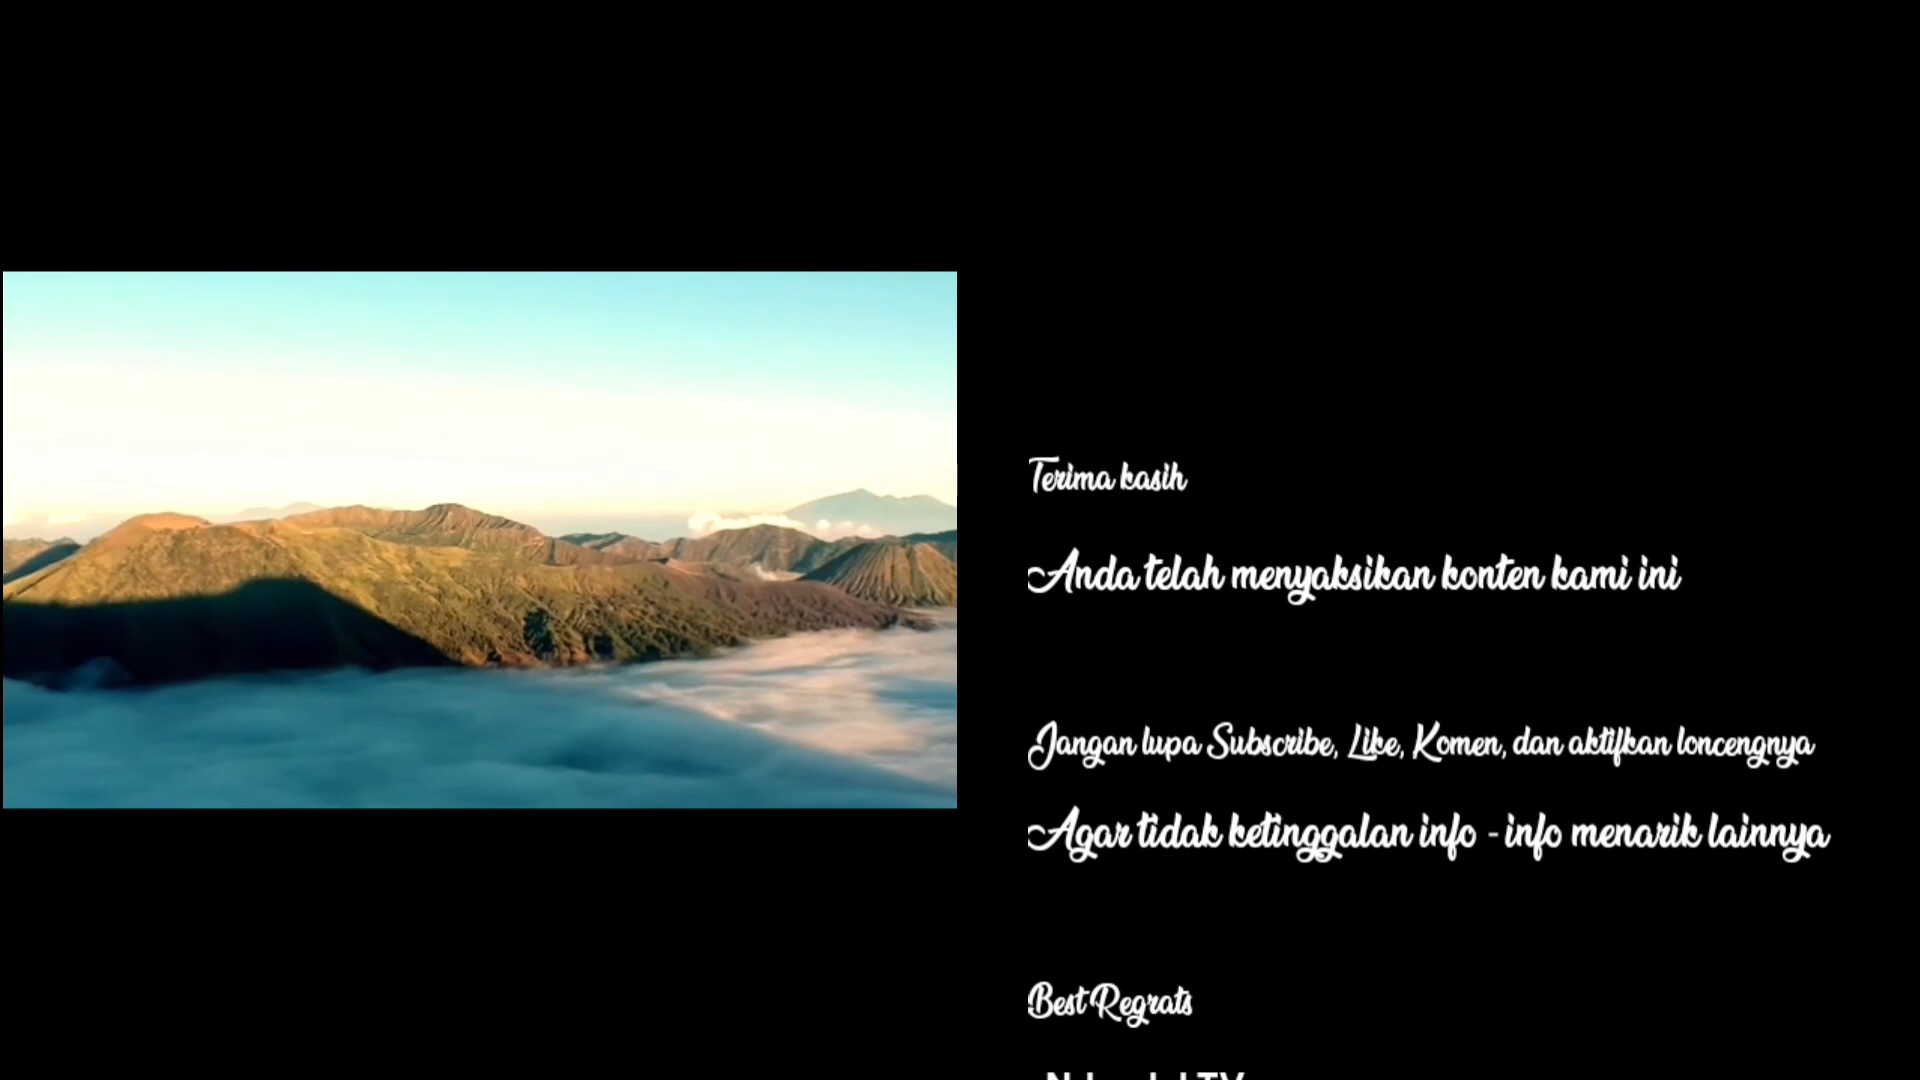 Terima kasih
Anda telah menyaksikan konten kami ini
Jangan lupa Subscribe, Like, Komen, dan aktifkan loncengnya
Agar tidak ketinggalan info - info menarik lainnya
Best Regrats